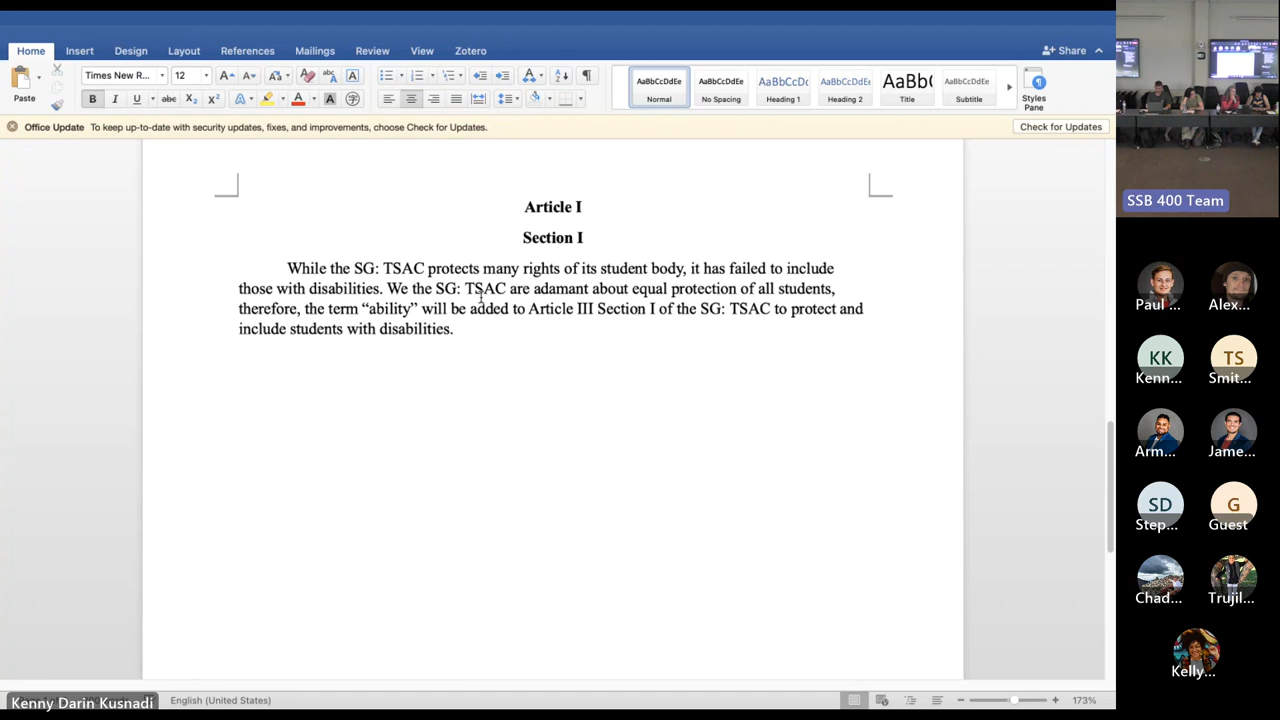 Home Insert Design Layout References Mailings Review View Zotero Share
Times New R... 12 AaBbCcDdEe AaBbCcDdEe AaBbCcDc AaBbCcDdEe AaBb( AaBbCcDdEe
Paste B I U abc X2 X2 A A A Normal No Spacing Heading 1 Heading 2 Title Subtitle Styles Pane
Office Update To keep up-to-date with security updates, fixes, and improvements, choose Check for Updates. Check for Updates
Article I
Section I
While the SG: TSAC protects many rights of its student body, it has failed to include
those with disabilities. We the SG: TSAC are adamant about equal protection of all students,
therefore, the term “ability” will be added to Article III Section I of the SG: TSAC to protect and
include students with disabilities.
English (United States) 173%
Kenny Darin Kusnadi
SSB 400 Team
Paul ... Alex...
KK TS
Kenn... Smit...
Arm... Jame...
SD G
Step... Guest
Chad... Trujil...
Kelly...